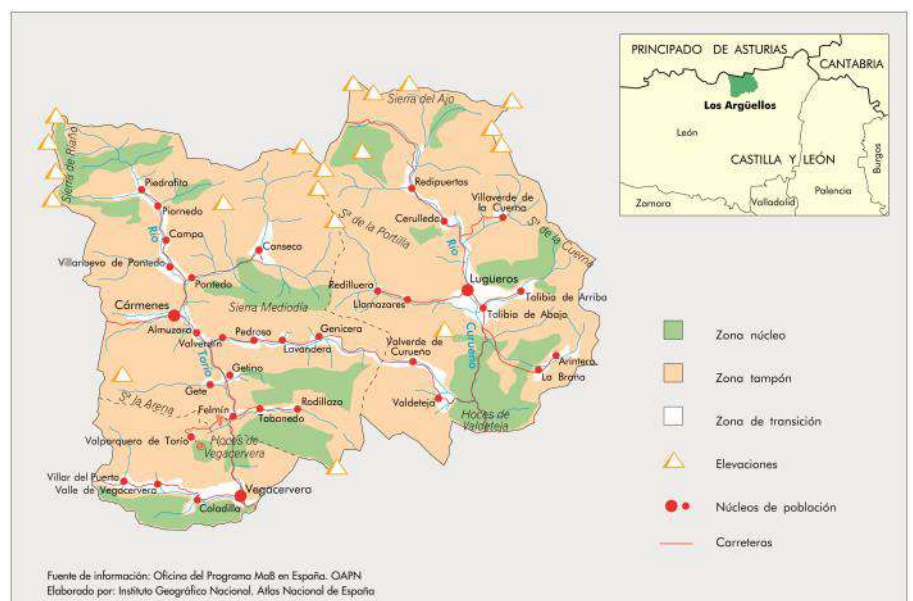 PRINCIPADO DE ASTURIAS
CANTABRIA
Los Argüellos
León
CASTILLA Y LEÓN
Burgos
Palencia
Zamora
Valladolid
Sierra del Ajo
Sierra de Riaño
Piedrafita
Piornedo
Campo
Río
Villanueva de Pontedo
Pontedo
Canseco
Sª de la Portilla
Redipuertas
Villaverde de
la Cuerna
Cerulleda
Río
Sª de la Cuerna
Sierra Mediodía
Redilluera
Llamazares
Lugueros
Tolibia de Arriba
Tolibia de Abajo
Cármenes
Almuzara
Valverdín
Pedrosa
Lavandera
Genicera
Valverde de
Curueño
Curueño
Arintero
La Braña
Torío
Getino
Gete
Sª la Arena
Felmín
Tabanedo
Rodillazo
Valdeteja
Hoces de
Valdeteja
Valporquero de Torío
Hoces de
Vegacervera
Villar del Puerto
Valle de Vegacervera
Vegacervera
Coladilla
Zona núcleo
Zona tampón
Zona de transición
Elevaciones
Núcleos de población
Carreteras
Fuente de información: Oficina del Programa MaB en España. OAPN
Elaborado por: Instituto Geográfico Nacional. Atlas Nacional de España